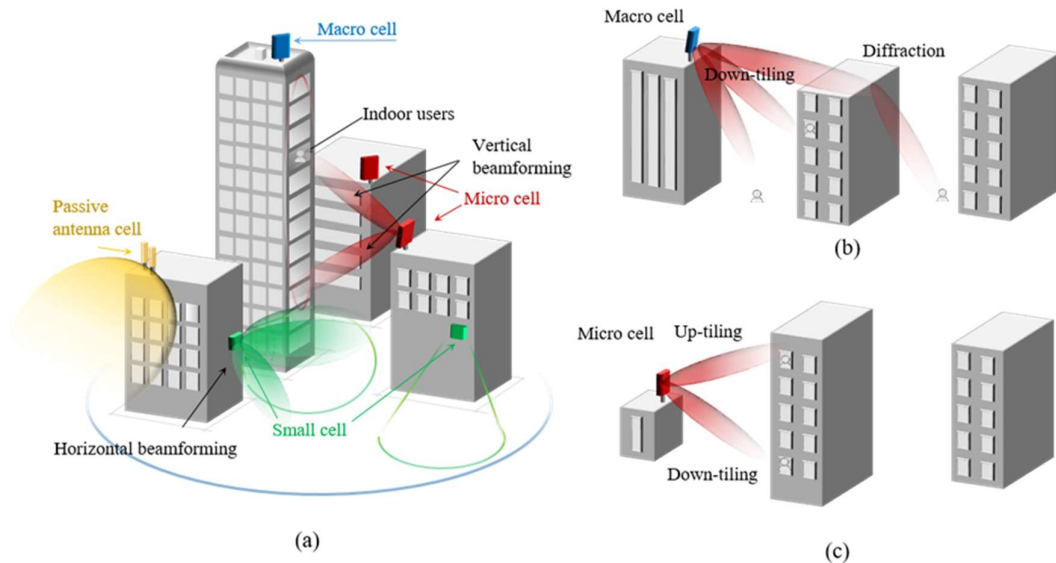 Macro cell
Indoor users
Vertical
beamforming
Micro cell
Passive
antenna cell
Small cell
Horizontal beamforming
(a)
Macro cell
Diffraction
Down-tiling
(b)
Micro cell
Up-tiling
Down-tiling
(c)